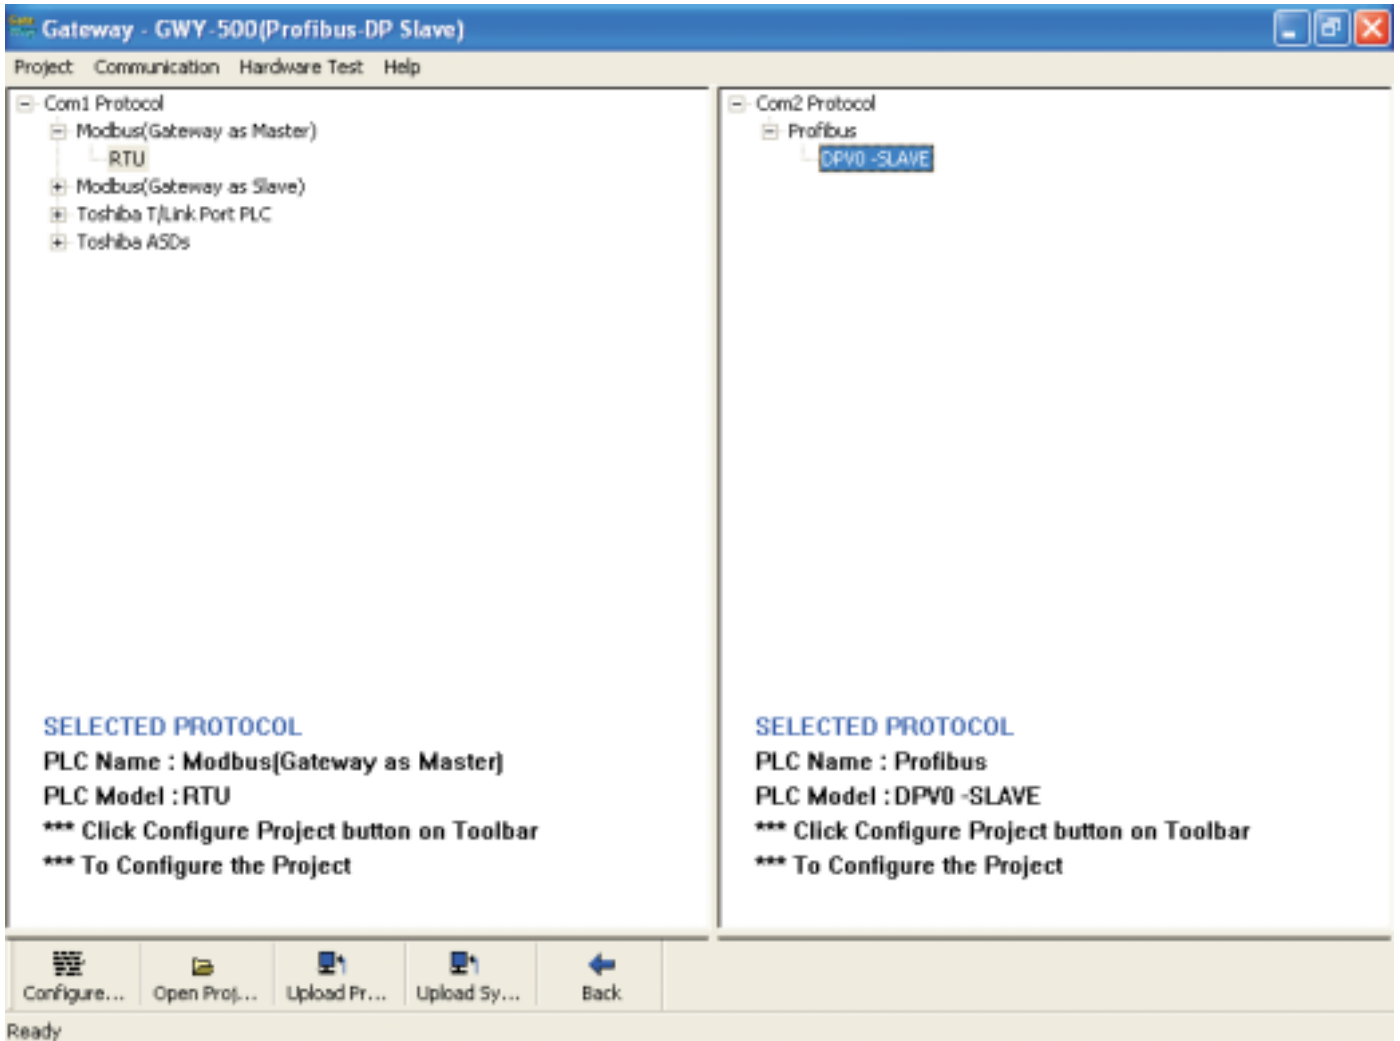 Gateway - GWY-500(Profibus-DP Slave)
Project Communication Hardware Test Help
Com1 Protocol
Modbus(Gateway as Master)
RTU
Modbus(Gateway as Slave)
Toshiba T/Link Port PLC
Toshiba ASDs
SELECTED PROTOCOL
PLC Name : Modbus(Gateway as Master)
PLC Model :RTU
*** Click Configure Project button on Toolbar
*** To Configure the Project
Com2 Protocol
Profibus
DPV0 -SLAVE
SELECTED PROTOCOL
PLC Name : Profibus
PLC Model :DPV0 -SLAVE
*** Click Configure Project button on Toolbar
*** To Configure the Project
Configure... Open Proj... Upload Pr... Upload Sy... Back
Ready